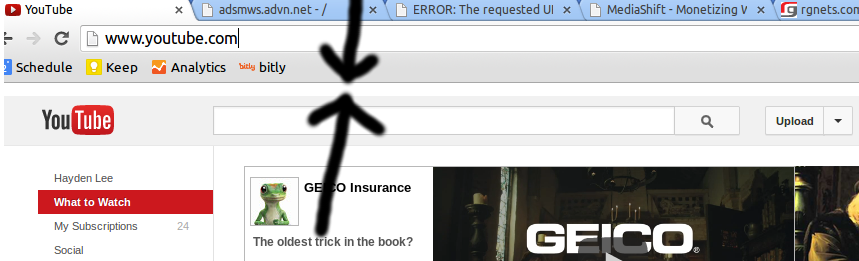 YouTube
adsmws.advn.net - /
ERROR: The requested U
MediaShift - Monetizing W
rgnets.com
www.youtube.com
Schedule
Keep
Analytics
bitly bitly
YouTube
Upload
Hayden Lee
What to Watch
My Subscriptions 24
Social
GEICO Insurance
The oldest trick in the book?
GEICO®